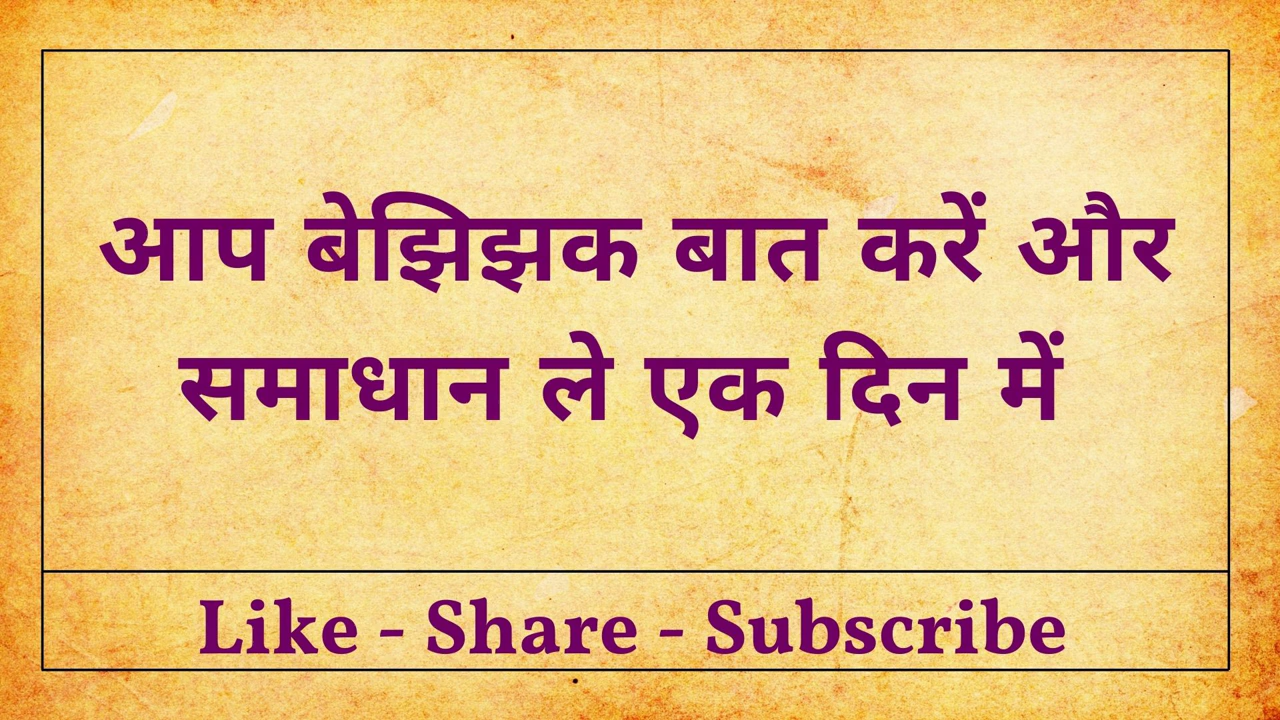 आप बेझिझक बात करें और
समाधान ले एक दिन में
Like - Share - Subscribe